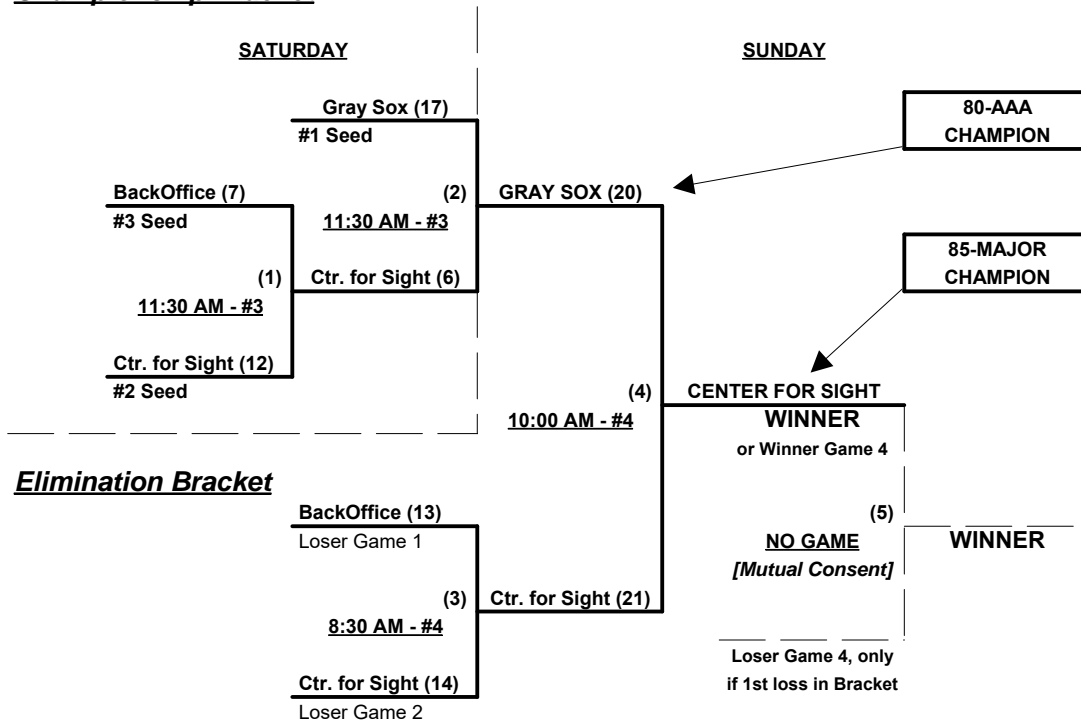 SATURDAY
SUNDAY
Gray Sox (17)
#1 Seed
80-AAA
CHAMPION
BackOffice (7)
#3 Seed
(2)
11:30 AM - #3
GRAY SOX (20)
85-MAJOR
CHAMPION
(1)
11:30 AM - #3
Ctr. for Sight (6)
Ctr. for Sight (12)
#2 Seed
(4)
10:00 AM - #4
CENTER FOR SIGHT
WINNER
or Winner Game 4
Elimination Bracket
BackOffice (13)
Loser Game 1
(5)
NO GAME
[Mutual Consent]
WINNER
(3)
8:30 AM - #4
Ctr. for Sight (21)
Loser Game 4, only
if 1st loss in Bracket
Ctr. for Sight (14)
Loser Game 2